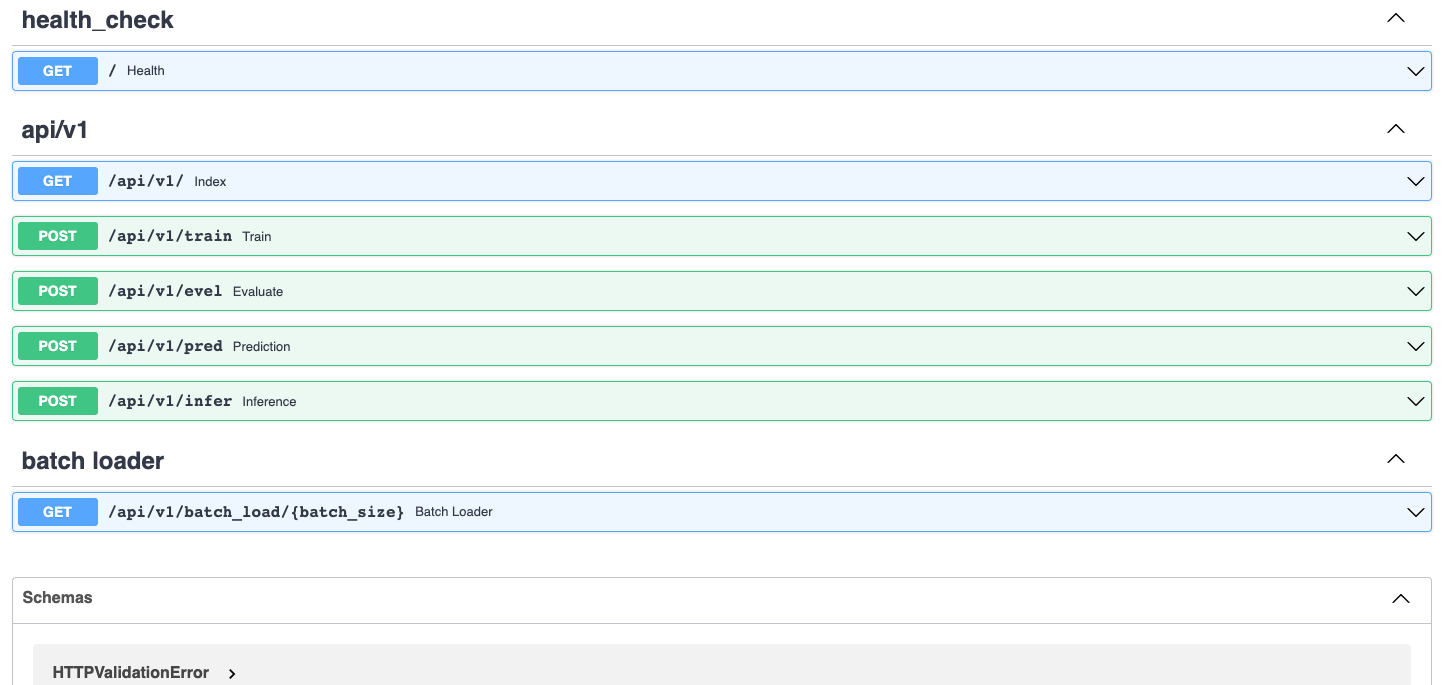 health_check
GET / Health
api/v1
GET /api/v1/ Index
POST /api/v1/train Train
POST /api/v1/evel Evaluate
POST /api/v1/pred Prediction
POST /api/v1/infer Inference
batch loader
GET /api/v1/batch_load/{batch_size} Batch Loader
Schemas
HTTPValidationError